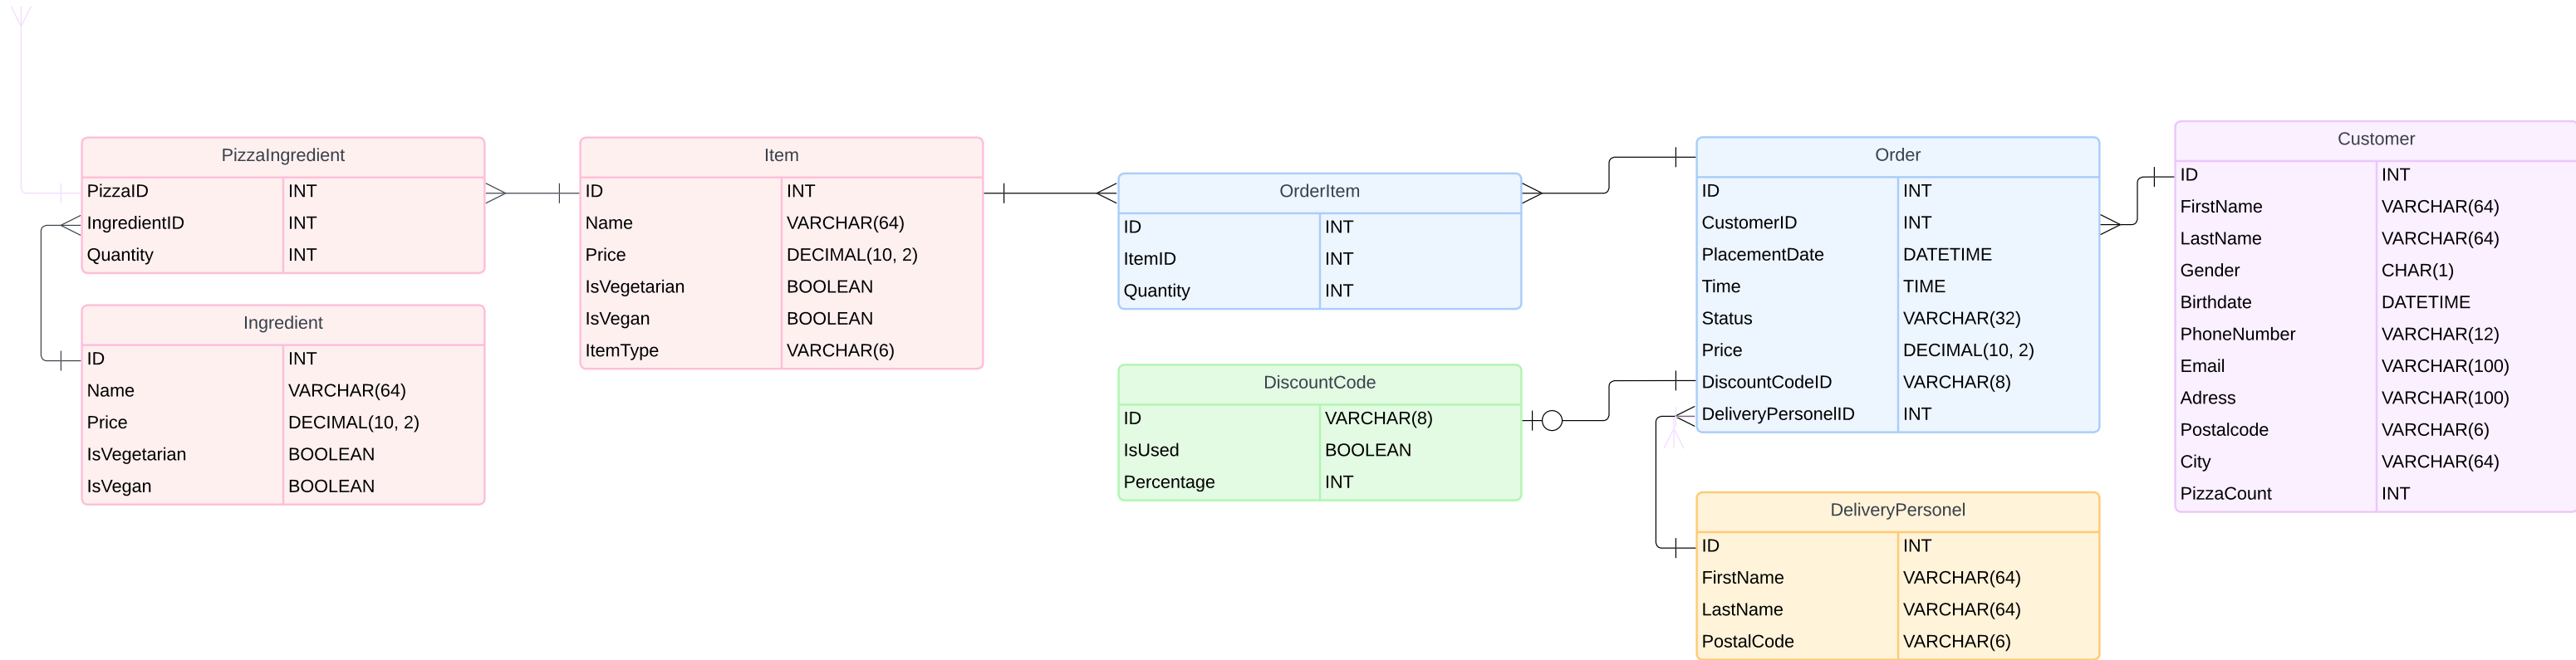 PizzaIngredient
PizzaID INT
IngredientID INT
Quantity INT
Ingredient
ID INT
Name VARCHAR(64)
Price DECIMAL(10, 2)
IsVegetarian BOOLEAN
IsVegan BOOLEAN
Item
ID INT
Name VARCHAR(64)
Price DECIMAL(10, 2)
IsVegetarian BOOLEAN
IsVegan BOOLEAN
ItemType VARCHAR(6)
OrderItem
ID INT
ItemID INT
Quantity INT
DiscountCode
ID VARCHAR(8)
IsUsed BOOLEAN
Percentage INT
Order
ID INT
CustomerID INT
PlacementDate DATETIME
Time TIME
Status VARCHAR(32)
Price DECIMAL(10, 2)
DiscountCodeID VARCHAR(8)
DeliveryPersonelID INT
DeliveryPersonel
ID INT
FirstName VARCHAR(64)
LastName VARCHAR(64)
PostalCode VARCHAR(6)
Customer
ID INT
FirstName VARCHAR(64)
LastName VARCHAR(64)
Gender CHAR(1)
Birthdate DATETIME
PhoneNumber VARCHAR(12)
Email VARCHAR(100)
Adress VARCHAR(100)
Postalcode VARCHAR(6)
City VARCHAR(64)
PizzaCount INT